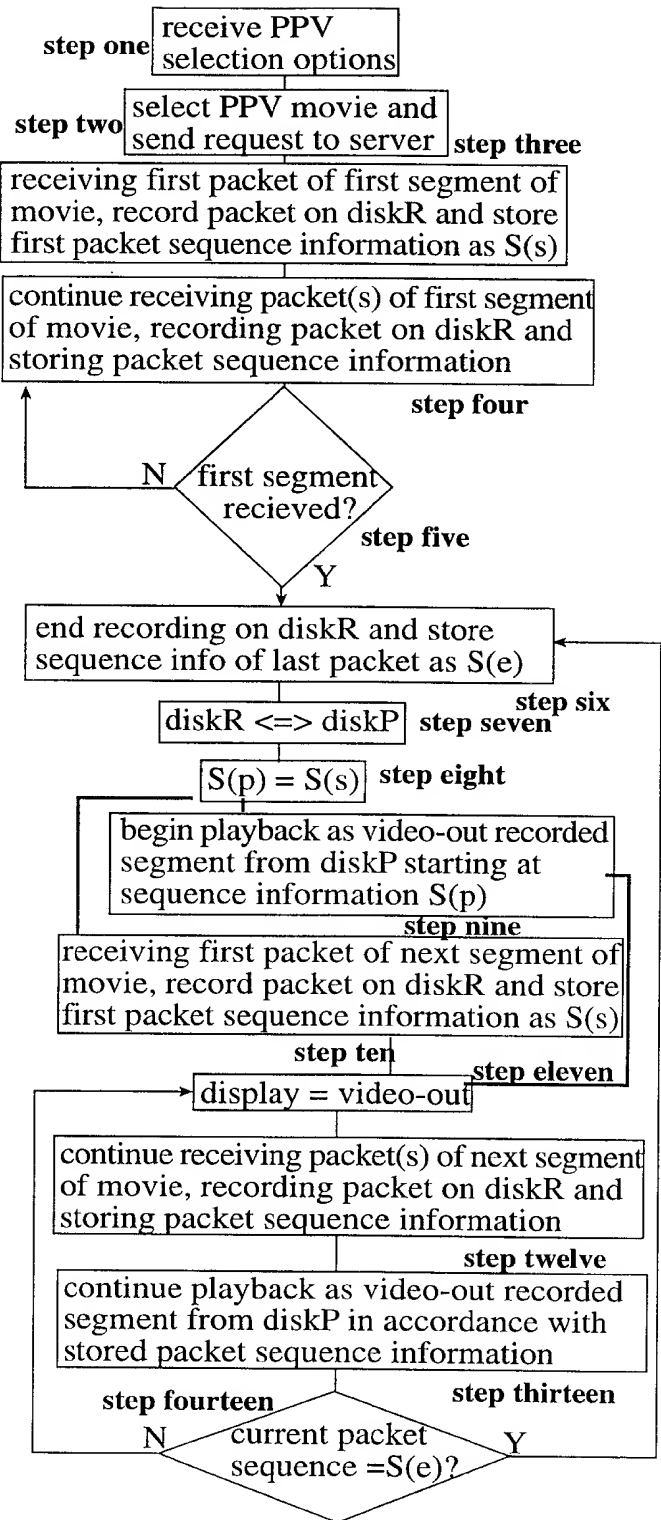 receive PPV
step one
selection options
select PPV movie and
step two
send request to server
step three
receiving first packet of first segment of
movie, record packet on diskR and store
first packet sequence information as S(s)
continue receiving packet(s) of first segment
of movie, recording packet on diskR and
storing packet sequence information
step four
N
first segment
recieved?
step five
Y
end recording on diskR and store
sequence info of last packet as S(e)
step six
diskR <=> diskP
step seven
S(p) = S(s)
step eight
begin playback as video-out recorded
segment from diskP starting at
sequence information S(p)
step nine
receiving first packet of next segment of
movie, record packet on diskR and store
first packet sequence information as S(s)
step ten
step eleven
display = video-out
continue receiving packet(s) of next segment
of movie, recording packet on diskR and
storing packet sequence information
step twelve
continue playback as video-out recorded
segment from diskP in accordance with
stored packet sequence information
step thirteen
step fourteen
N
current packet
Y
sequence =S(e)?